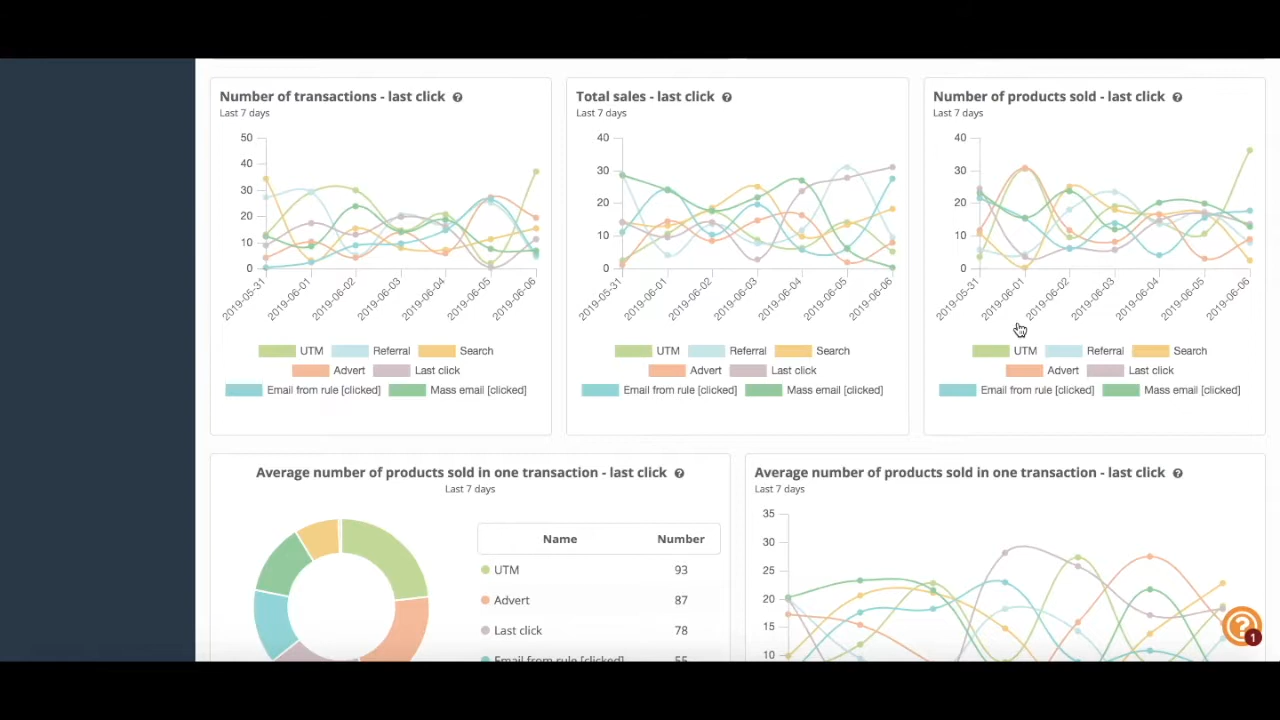 Number of transactions - last click ?
Last 7 days
50
40
30
20
10
0
2019-05-31
2019-06-01
2019-06-02
2019-06-03
2019-06-04
2019-06-05
2019-06-06
UTM Referral Search
Advert Last click
Email from rule [clicked] Mass email [clicked]
Total sales - last click ?
Last 7 days
40
30
20
10
0
2019-05-31
2019-06-01
2019-06-02
2019-06-03
2019-06-04
2019-06-05
2019-06-06
UTM Referral Search
Advert Last click
Email from rule [clicked] Mass email [clicked]
Number of products sold - last click ?
Last 7 days
40
30
20
10
0
2019-05-31
2019-06-01
2019-06-02
2019-06-03
2019-06-04
2019-06-05
2019-06-06
UTM Referral Search
Advert Last click
Email from rule [clicked] Mass email [clicked]
Average number of products sold in one transaction - last click ?
Last 7 days
Name Number
UTM 93
Advert 87
Last click 78
Email from rule [clicked] 55
Average number of products sold in one transaction - last click ?
Last 7 days
35
30
25
20
15
10
? 1